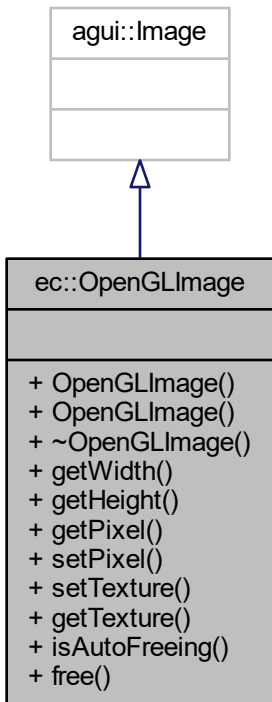 agui::Image
ec::OpenGLImage
+ OpenGLImage()
+ OpenGLImage()
+ ~OpenGLImage()
+ getWidth()
+ getHeight()
+ getPixel()
+ setPixel()
+ setTexture()
+ getTexture()
+ isAutoFreeing()
+ free()